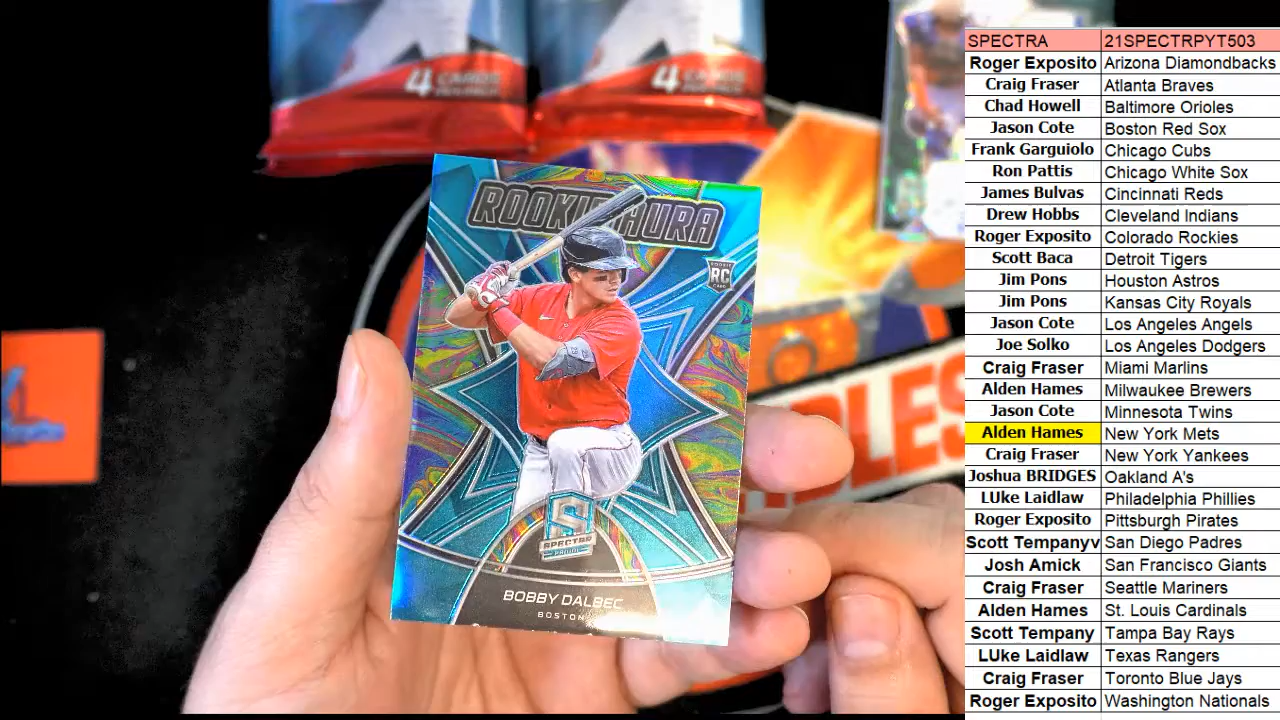 4 CARDS
4 CARDS
ROOKIE AURA
ROOKIE
RC
CARD
SPECTRA
BOBBY DALBEC
BOSTON
SPECTRA 21SPECTRPYT503
Roger Exposito Arizona Diamondbacks
Craig Fraser Atlanta Braves
Chad Howell Baltimore Orioles
Jason Cote Boston Red Sox
Frank Garguiolo Chicago Cubs
Ron Pattis Chicago White Sox
James Bulvas Cincinnati Reds
Drew Hobbs Cleveland Indians
Roger Exposito Colorado Rockies
Scott Baca Detroit Tigers
Jim Pons Houston Astros
Jim Pons Kansas City Royals
Jason Cote Los Angeles Angels
Joe Solko Los Angeles Dodgers
Craig Fraser Miami Marlins
Alden Hames Milwaukee Brewers
Jason Cote Minnesota Twins
Alden Hames New York Mets
Craig Fraser New York Yankees
Joshua BRIDGES Oakland A's
LUke Laidlaw Philadelphia Phillies
Roger Exposito Pittsburgh Pirates
Scott Tempanyv San Diego Padres
Josh Amick San Francisco Giants
Craig Fraser Seattle Mariners
Alden Hames St. Louis Cardinals
Scott Tempany Tampa Bay Rays
LUke Laidlaw Texas Rangers
Craig Fraser Toronto Blue Jays
Roger Exposito Washington Nationals